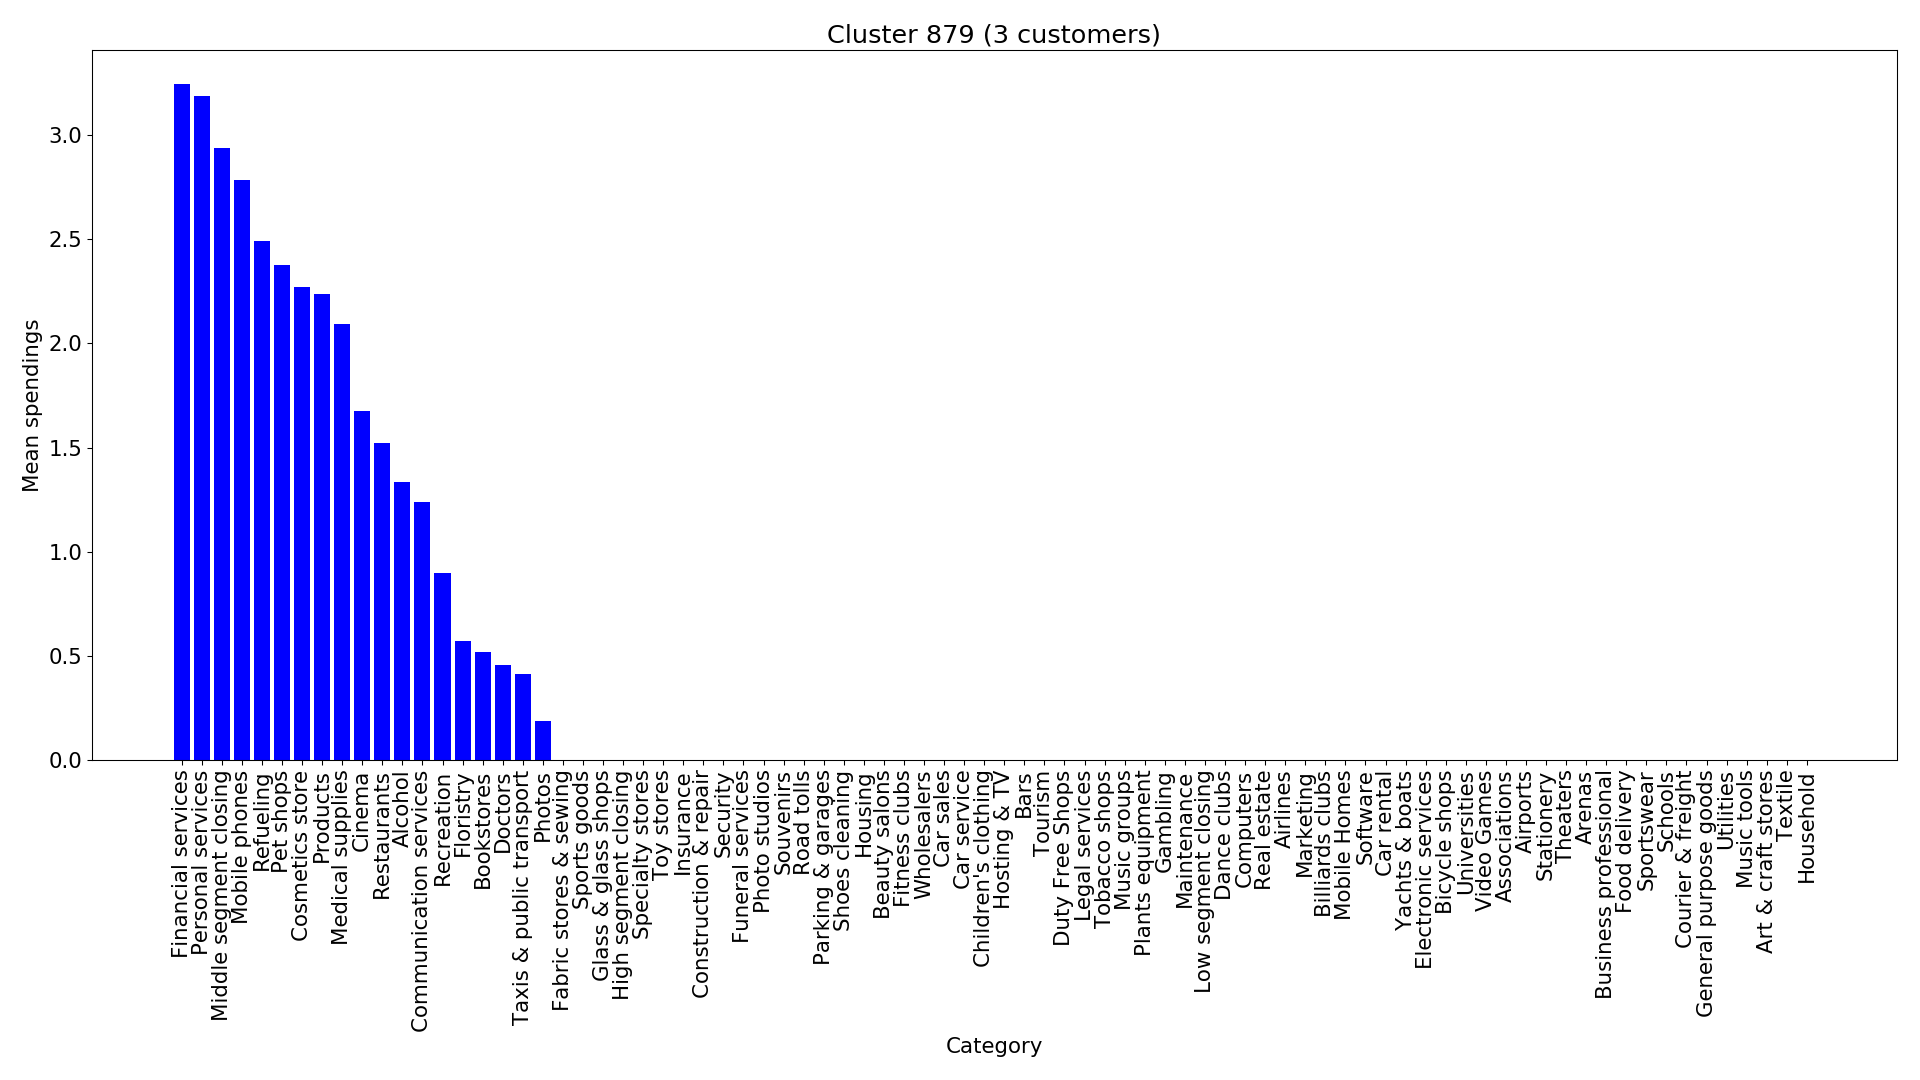 Cluster 879 (3 customers)
Mean spendings
3.0
2.5
2.0
1.5
1.0
0.5
0.0
Financial services
Personal services
Middle segment closing
Mobile phones
Refueling
Pet shops
Cosmetics store
Products
Medical supplies
Cinema
Restaurants
Alcohol
Communication services
Recreation
Floristry
Bookstores
Doctors
Taxis & public transport
Photos
Fabric stores & sewing
Sports goods
Glass & glass shops
High segment closing
Specialty stores
Toy stores
Insurance
Construction & repair
Security
Funeral services
Photo studios
Souvenirs
Road tolls
Parking & garages
Shoes cleaning
Housing
Beauty salons
Fitness clubs
Wholesalers
Car sales
Car service
Children's clothing
Hosting & TV
Bars
Tourism
Duty Free Shops
Legal services
Tobacco shops
Music groups
Plants equipment
Gambling
Maintenance
Low segment closing
Dance clubs
Computers
Real estate
Airlines
Marketing
Billiards clubs
Mobile Homes
Software
Car rental
Yachts & boats
Electronic services
Bicycle shops
Universities
Video Games
Associations
Airports
Stationery
Theaters
Arenas
Business professional
Food delivery
Sportswear
Schools
Courier & freight
General purpose goods
Utilities
Music tools
Art & craft stores
Textile
Household
Category